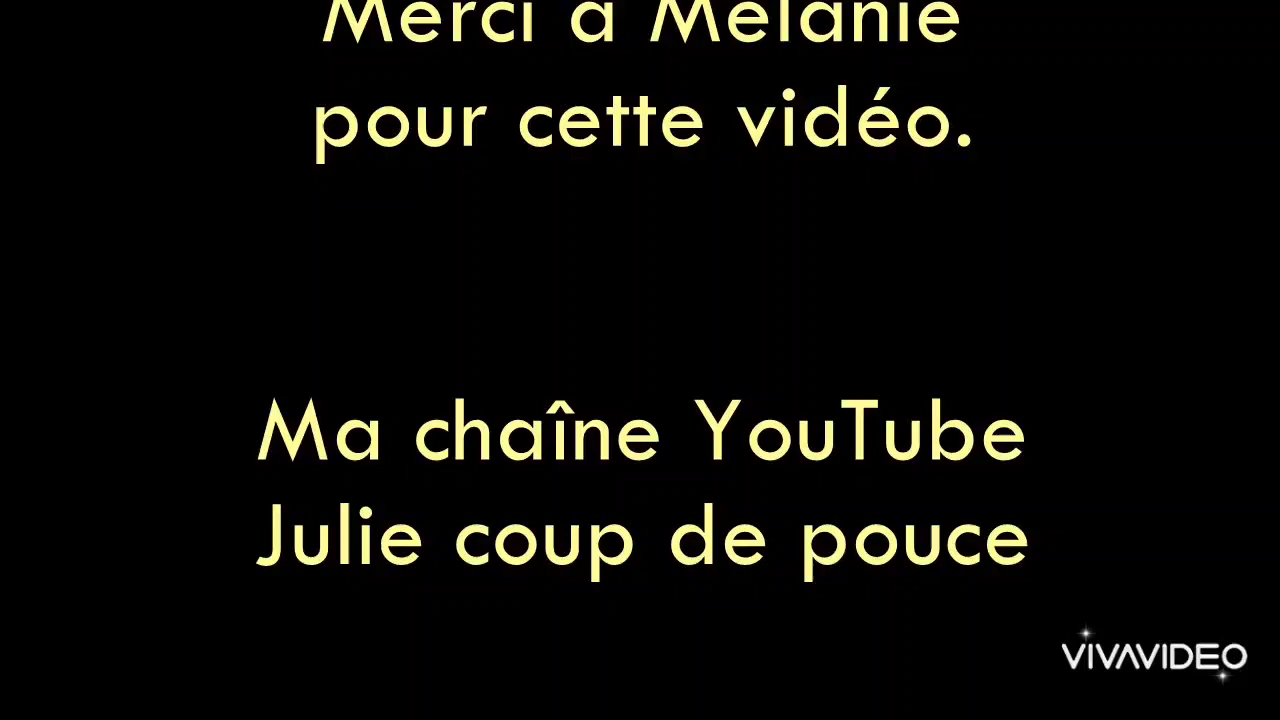 Merci à Mélanie
pour cette vidéo.
Ma chaîne YouTube
Julie coup de pouce
VIVAVIDEO